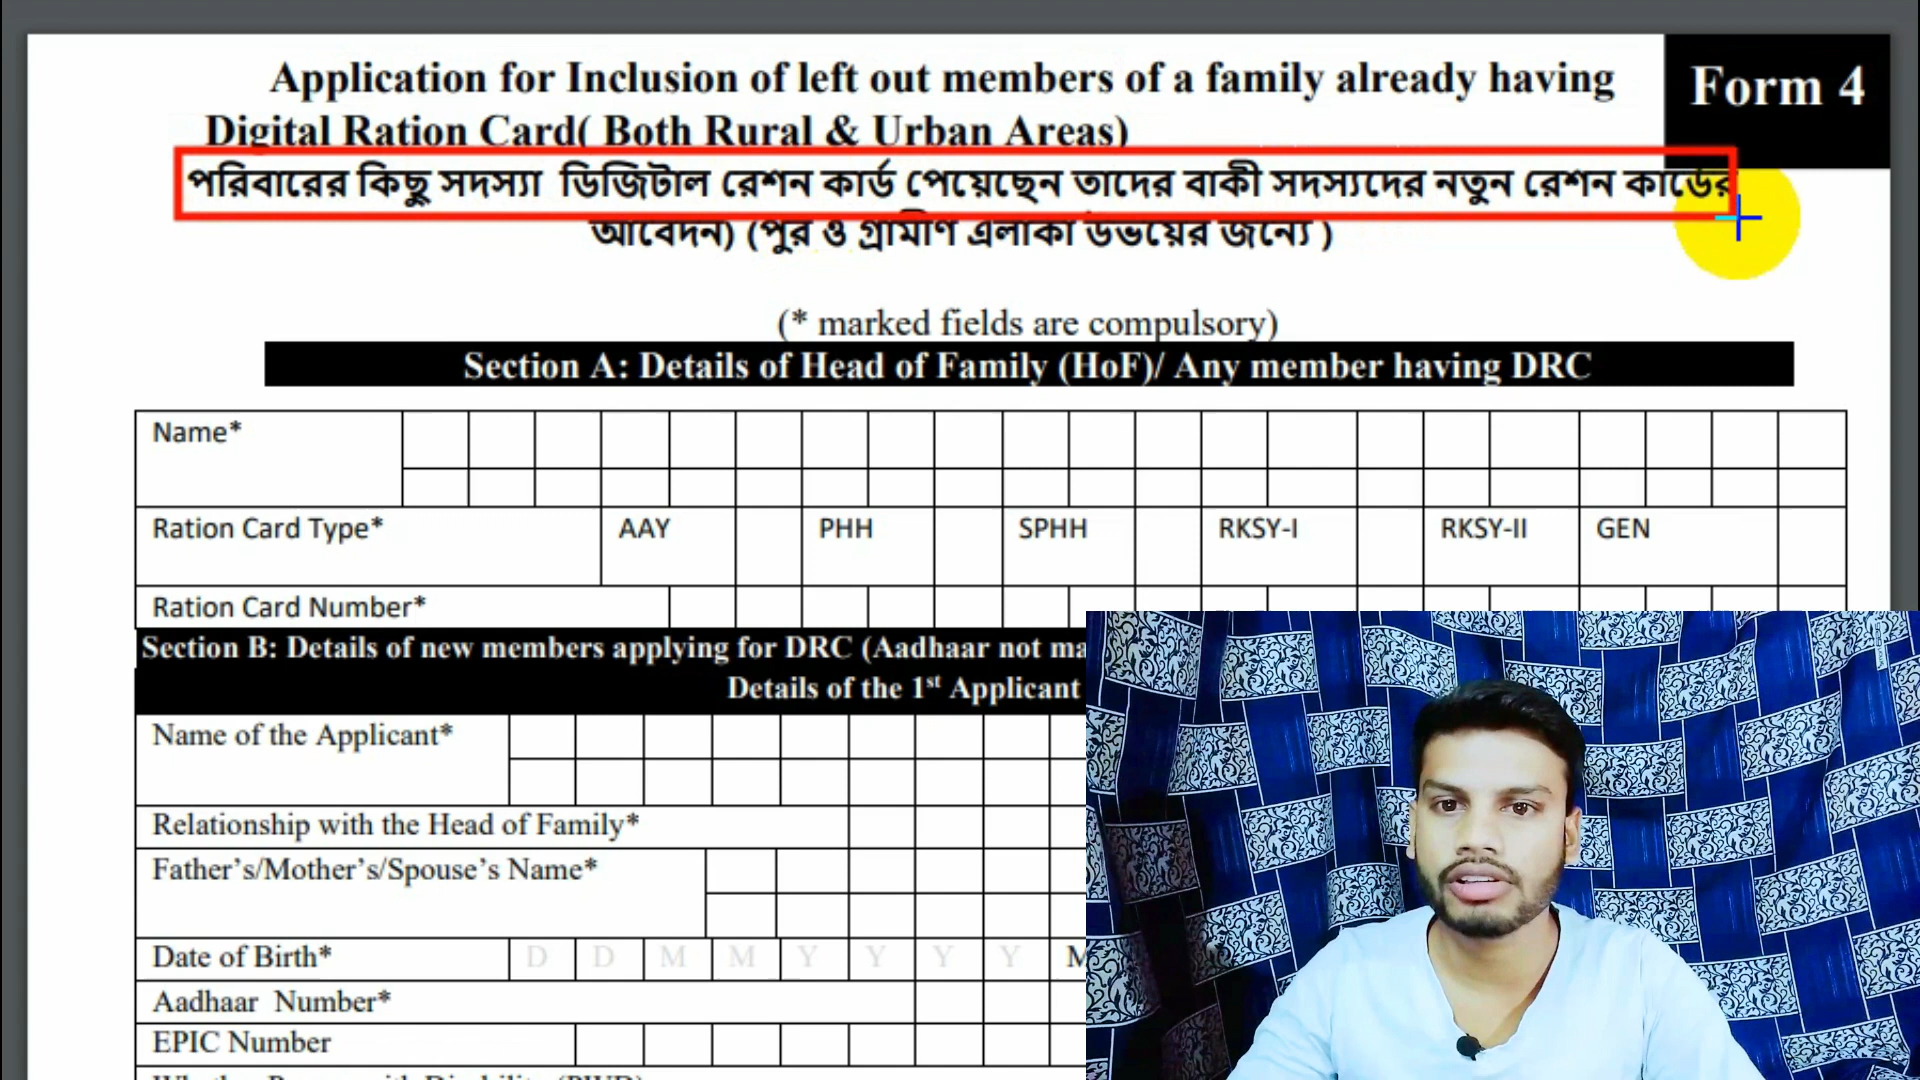 Application for Inclusion of left out members of a family already having
Form 4
Digital Ration Card( Both Rural & Urban Areas)
পরিবারের কিছু সদস্যা ডিজিটাল রেশন কার্ড পেয়েছেন তাদের বাকী সদস্যদের নতুন রেশন কার্ডের
আবেদন) (পুর ও গ্রামীণ এলাকা উভয়ের জন্যে )
(* marked fields are compulsory)
Section A: Details of Head of Family (HoF)/ Any member having DRC
Name*
Ration Card Type* AAY PHH SPHH RKSY-I RKSY-II GEN
Ration Card Number*
Section B: Details of new members applying for DRC (Aadhaar not
Details of the 1st Applicant
Name of the Applicant*
Relationship with the Head of Family*
Father's/Mother's/Spouse's Name*
Date of Birth* D D M M Y Y Y Y
Aadhaar Number*
EPIC Number